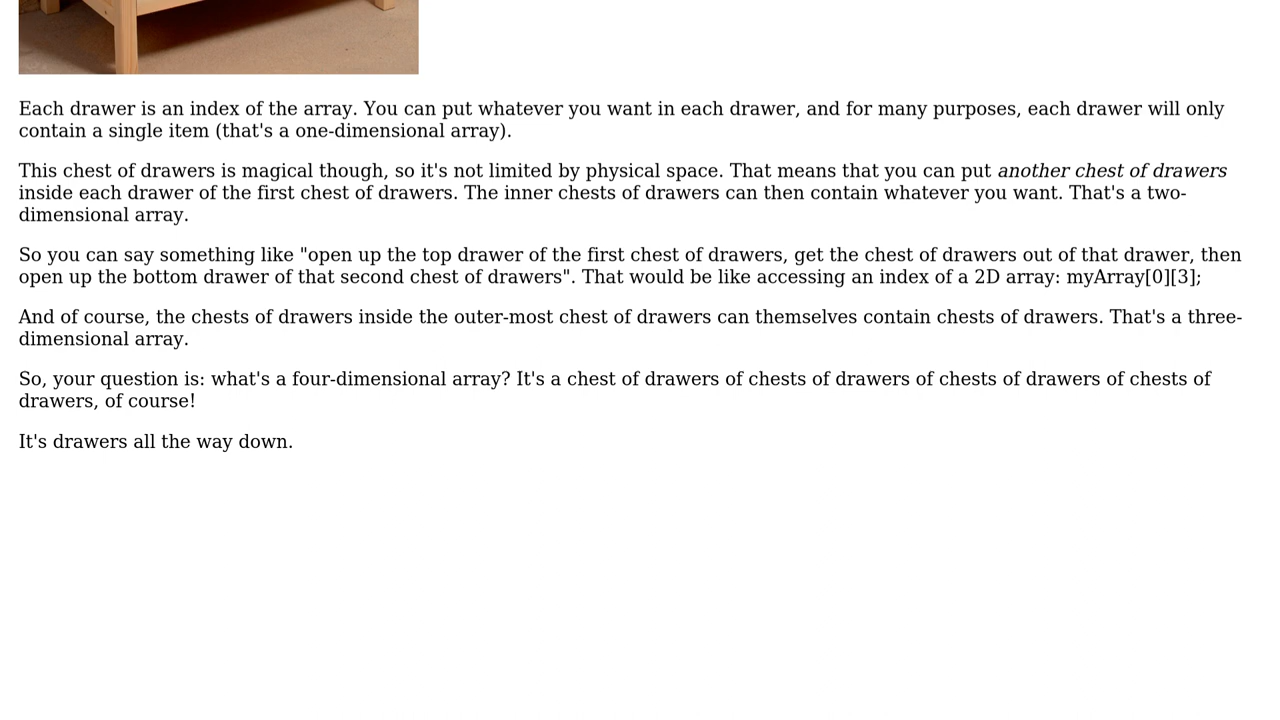 Each drawer is an index of the array. You can put whatever you want in each drawer, and for many purposes, each drawer will only
contain a single item (that's a one-dimensional array).
This chest of drawers is magical though, so it's not limited by physical space. That means that you can put another chest of drawers
inside each drawer of the first chest of drawers. The inner chests of drawers can then contain whatever you want. That's a two-
dimensional array.
So you can say something like "open up the top drawer of the first chest of drawers, get the chest of drawers out of that drawer, then
open up the bottom drawer of that second chest of drawers". That would be like accessing an index of a 2D array: myArray[0][3];
And of course, the chests of drawers inside the outer-most chest of drawers can themselves contain chests of drawers. That's a three-
dimensional array.
So, your question is: what's a four-dimensional array? It's a chest of drawers of chests of drawers of chests of drawers of chests of
drawers, of course!
It's drawers all the way down.